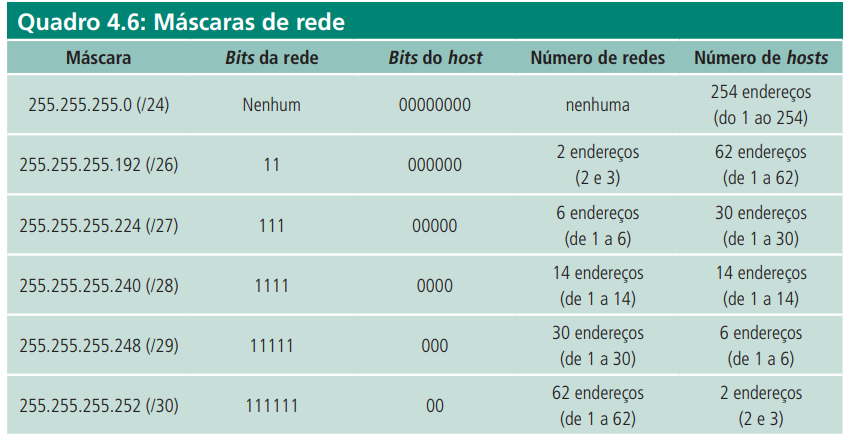 Quadro 4.6: Máscaras de rede
Máscara Bits da rede Bits do host Número de redes Número de hosts
255.255.255.0 (/24) Nenhum 00000000 nenhuma 254 endereços
(do 1 ao 254)
255.255.255.192 (/26) 11 000000 2 endereços
(2 e 3) 62 endereços
(de 1 a 62)
255.255.255.224 (/27) 111 00000 6 endereços
(de 1 a 6) 30 endereços
(de 1 a 30)
255.255.255.240 (/28) 1111 0000 14 endereços
(de 1 a 14) 14 endereços
(de 1 a 14)
255.255.255.248 (/29) 11111 000 30 endereços
(de 1 a 30) 6 endereços
(de 1 a 6)
255.255.255.252 (/30) 111111 00 62 endereços
(de 1 a 62) 2 endereços
(2 e 3)